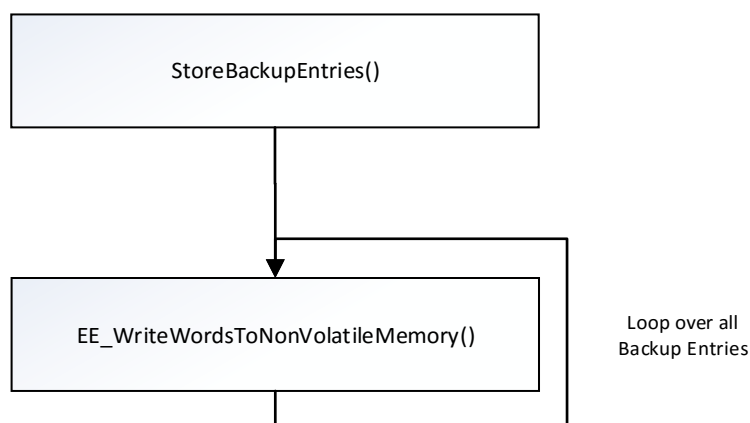 StoreBackupEntries()
EE_WriteWordsToNonVolatileMemory()
Loop over all
Backup Entries